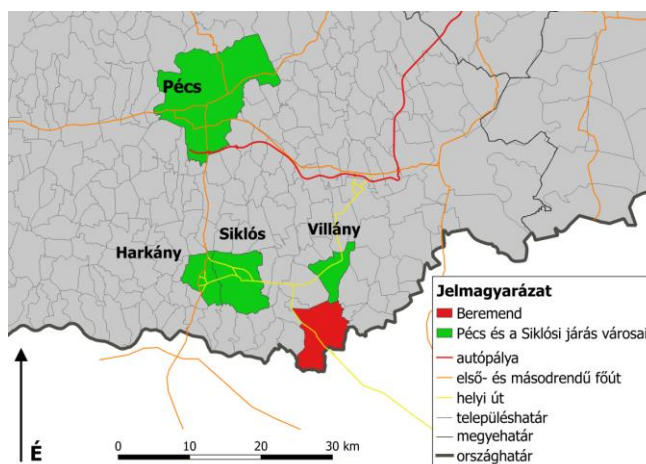 Pécs
Siklós
Villány
Harkány
Jelmagyarázat
Beremend
Pécs és a Siklósi járás városai
autópálya
első- és másodrendű főút
helyi út
településhatár
megyehatár
országhatár
É
0 10 20 30 km